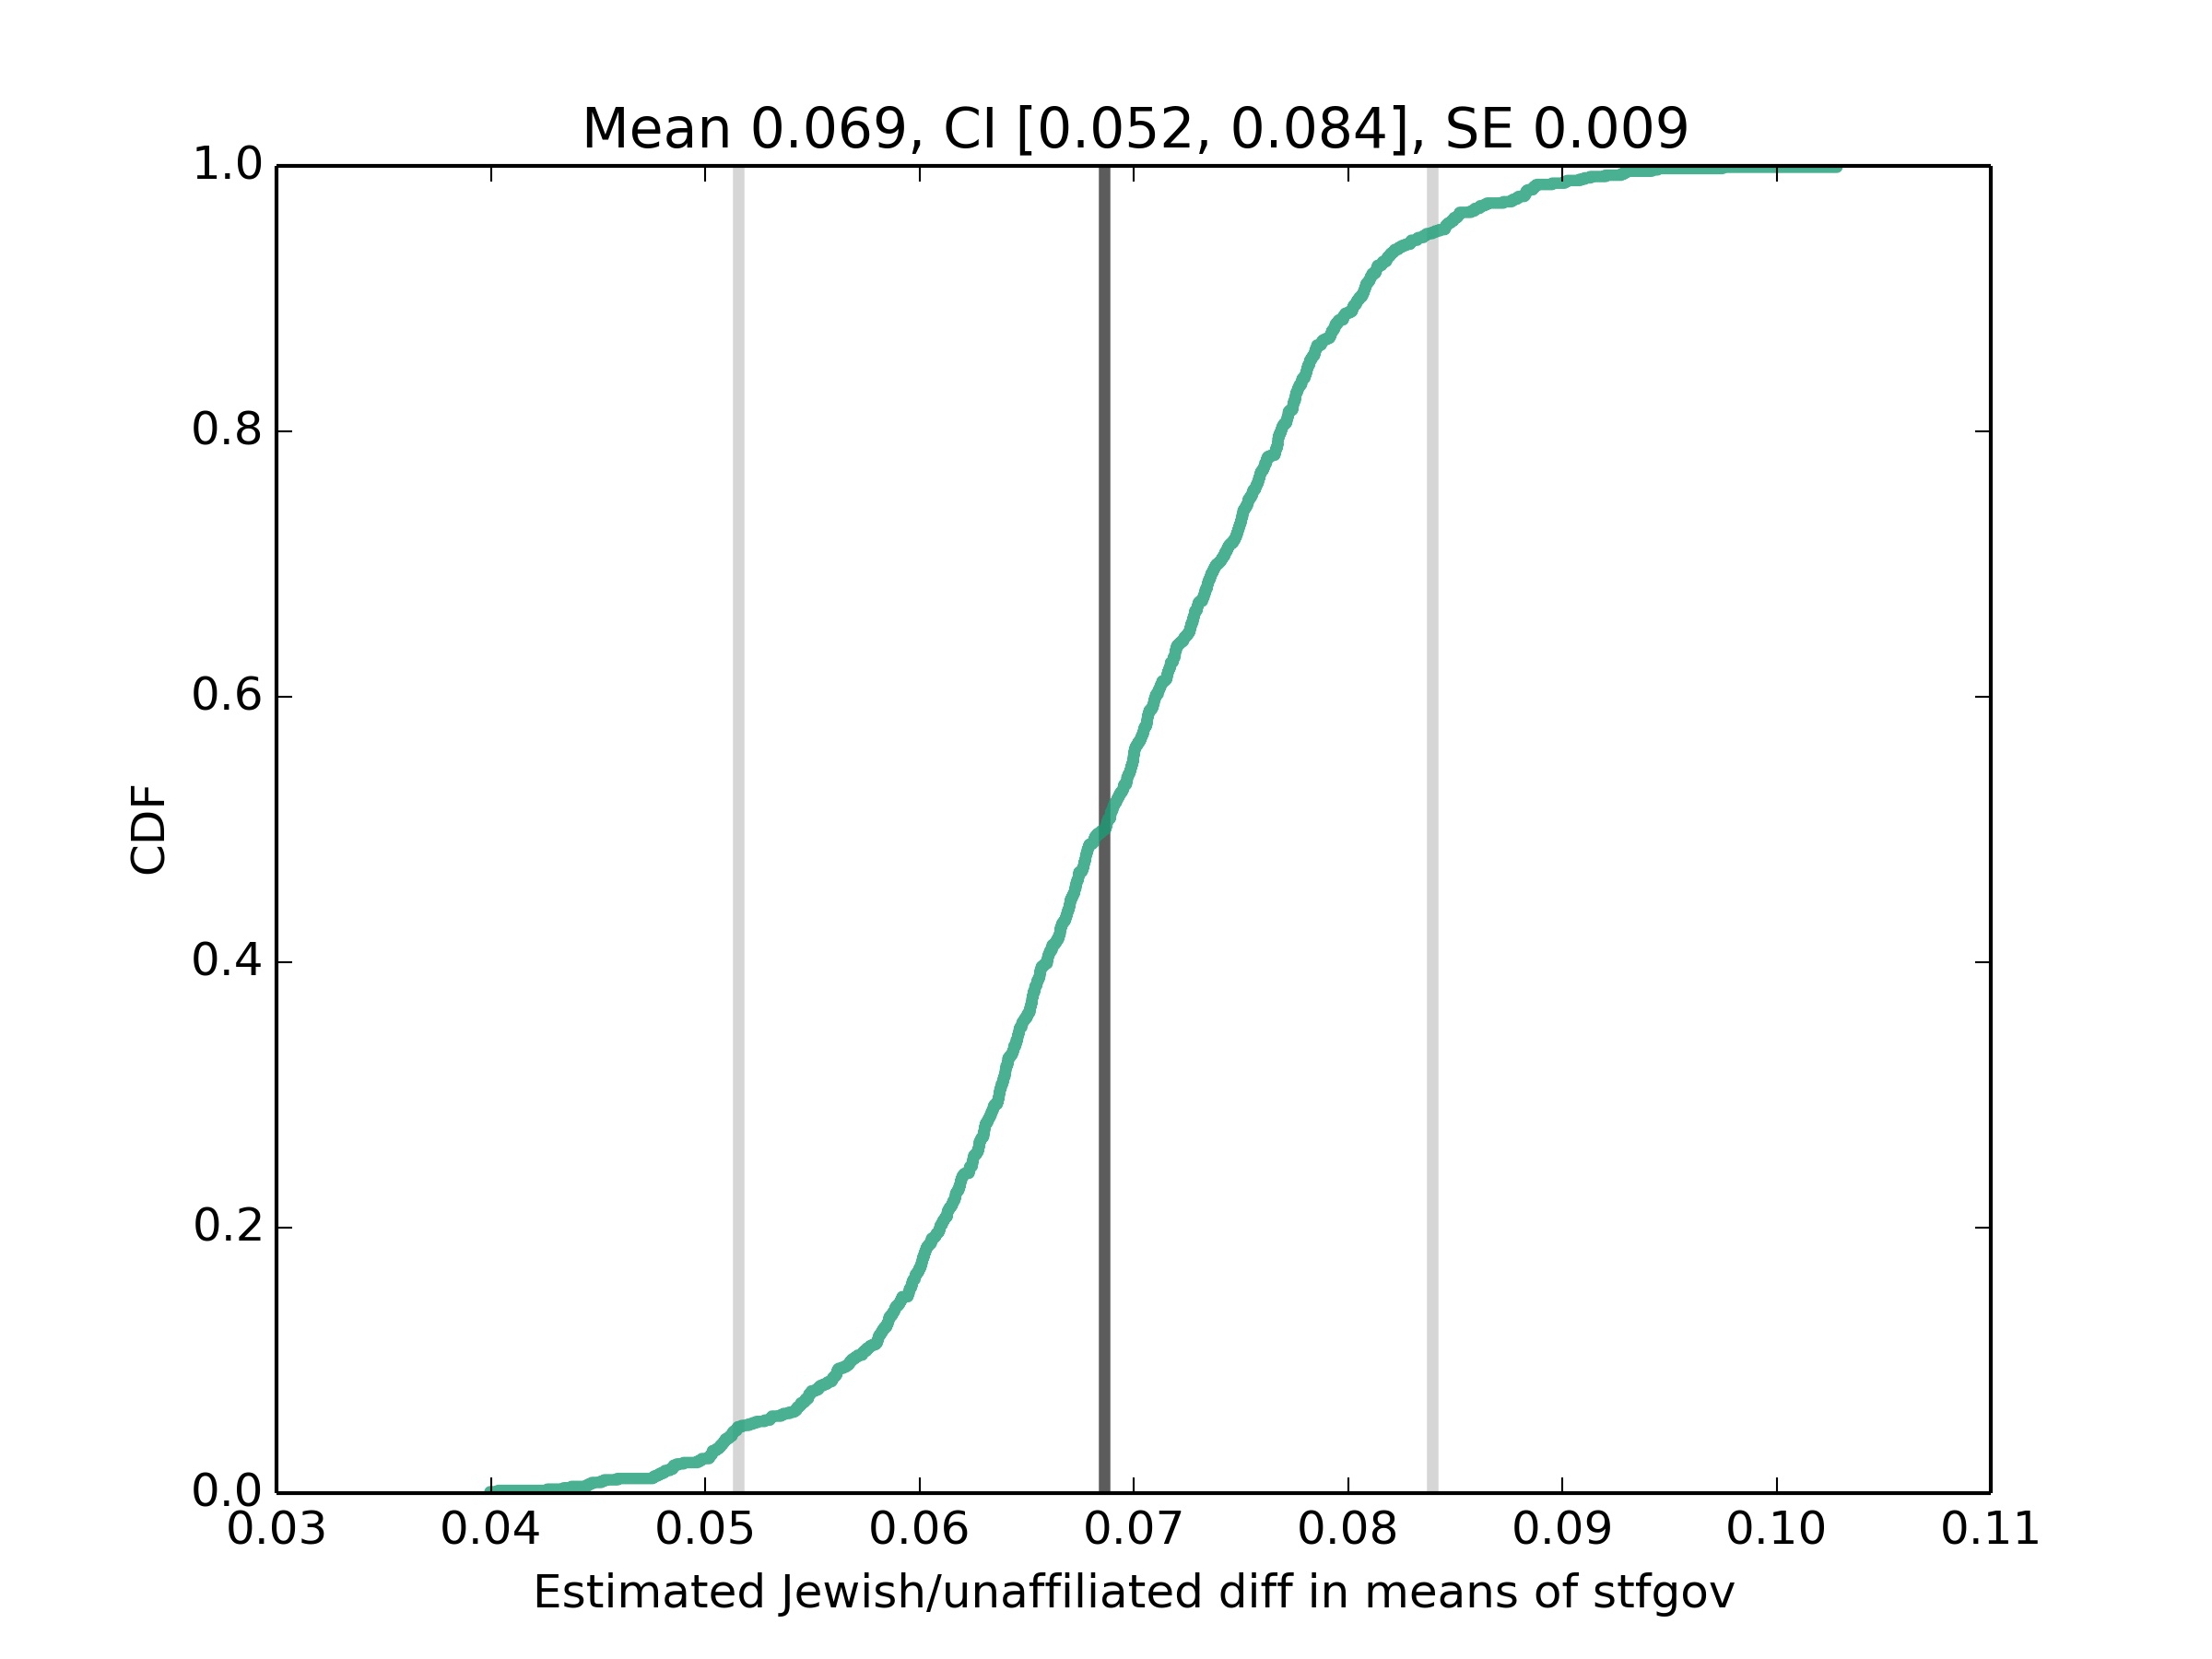 Mean 0.069, CI [0.052, 0.084], SE 0.009
1.0
0.8
0.6
0.4
0.2
0.0
CDF
0.03 0.04 0.05 0.06 0.07 0.08 0.09 0.10 0.11
Estimated Jewish/unaffiliated diff in means of stfgov